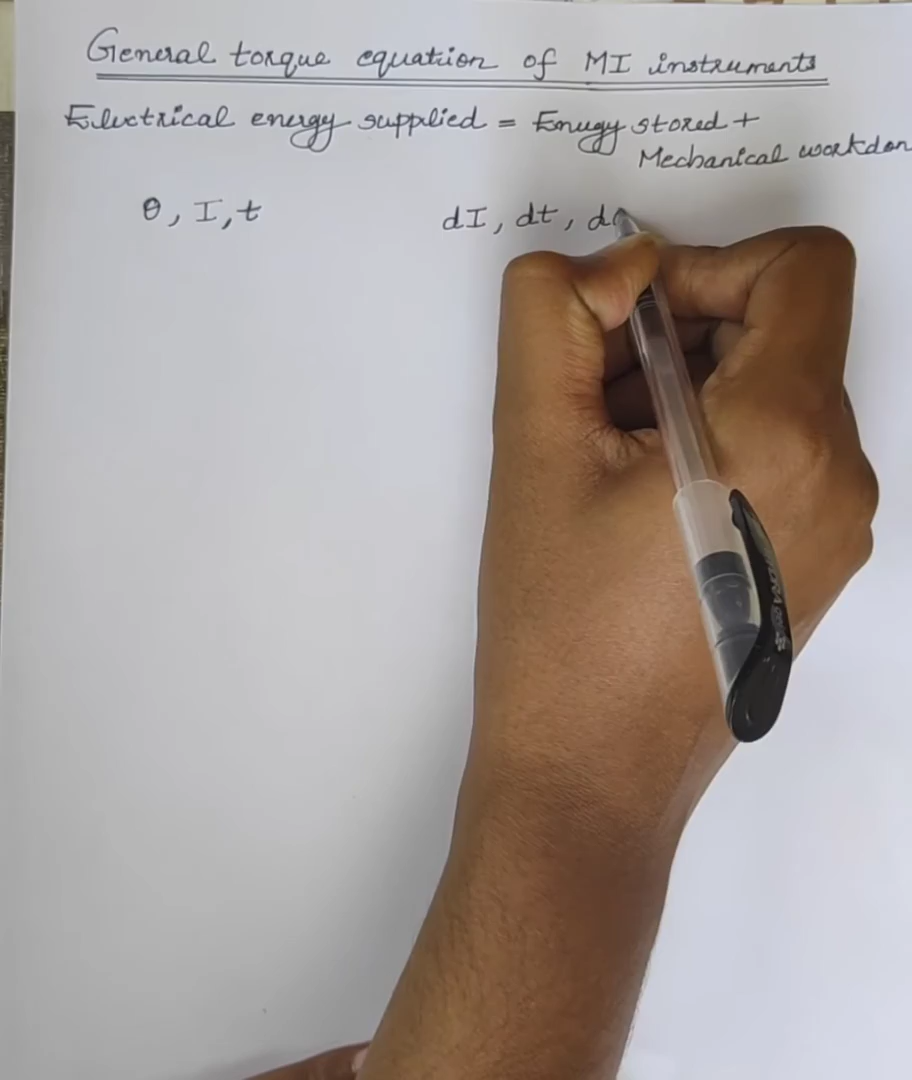 General torque equation of MI instruments
Electrical energy supplied = Energy stored +
Mechanical workdon
θ, I, t dI, dt, d